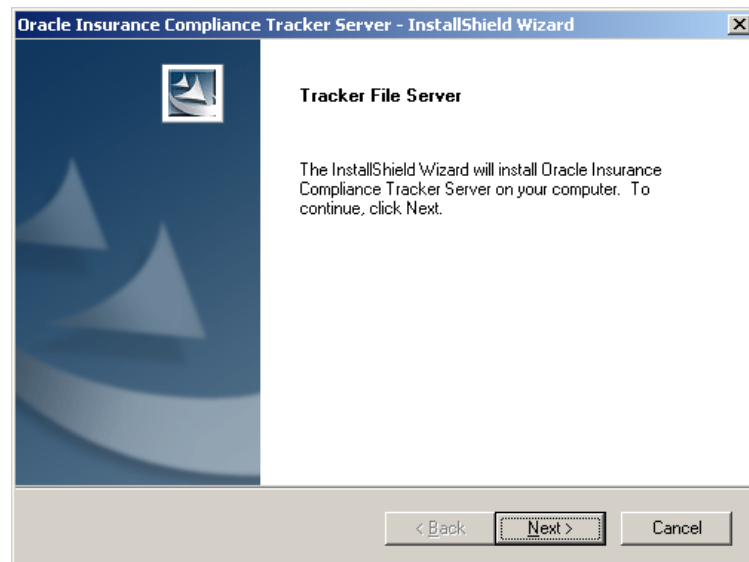 Oracle Insurance Compliance Tracker Server - InstallShield Wizard
Tracker File Server
The InstallShield Wizard will install Oracle Insurance
Compliance Tracker Server on your computer. To
continue, click Next.
< Back
Next >
Cancel